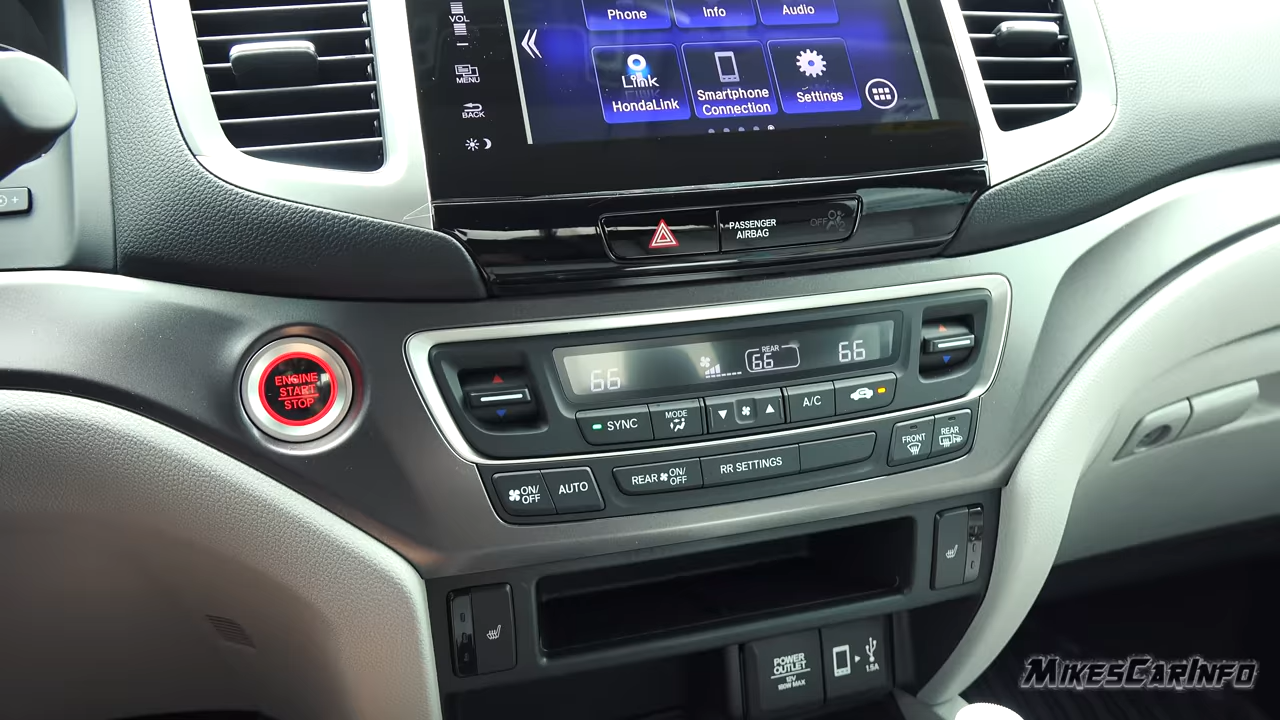 VOL
MENU
BACK
Phone
Info
Audio
Link
HondaLink
Smartphone
Connection
Settings
PASSENGER
AIRBAG
OFF
ENGINE
START
STOP
66
REAR
66
66
SYNC
MODE
A/C
ON/
OFF
AUTO
REAR ON/
OFF
RR SETTINGS
FRONT
REAR
POWER
OUTLET
12V
180W MAX
1.5A
MIKESCARINFO